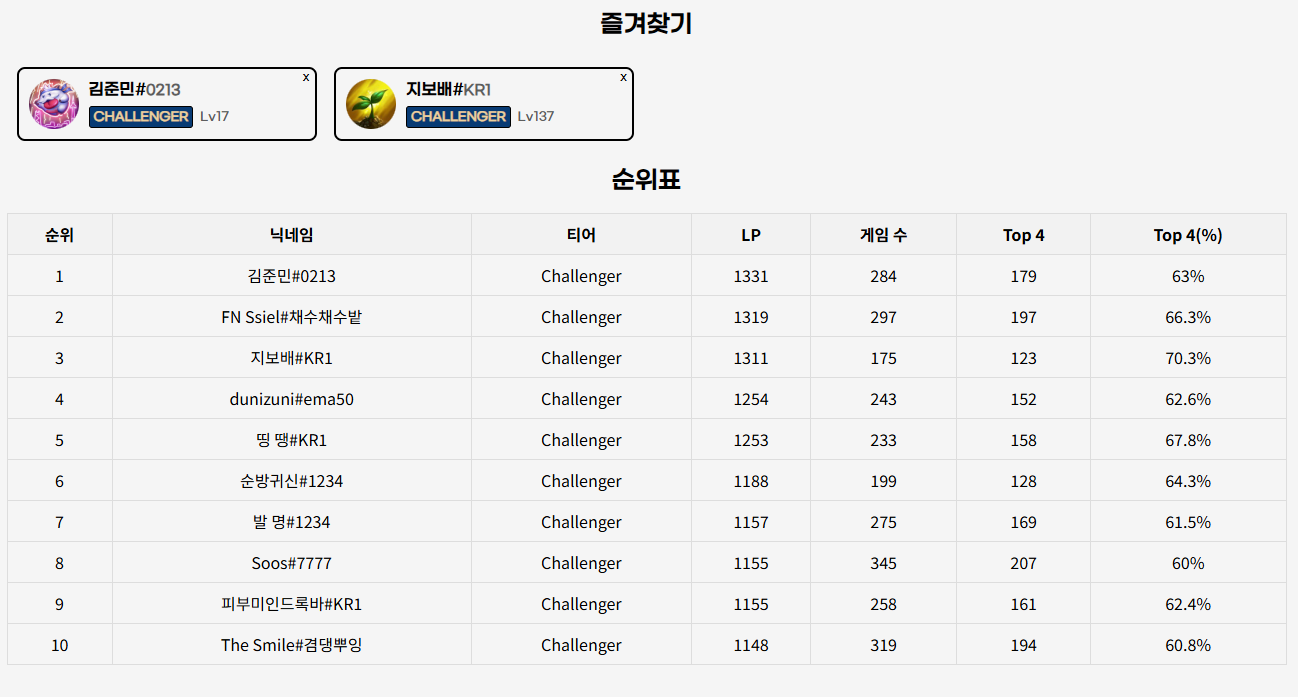 즐겨찾기
김준민#0213 x
CHALLENGER Lv17
지보배#KR1 x
CHALLENGER Lv137
순위표
순위 닉네임 티어 LP 게임 수 Top 4 Top 4(%)
1 김준민#0213 Challenger 1331 284 179 63%
2 FN Ssiel#채수채수밭 Challenger 1319 297 197 66.3%
3 지보배#KR1 Challenger 1311 175 123 70.3%
4 dunizuni#ema50 Challenger 1254 243 152 62.6%
5 띵 땡#KR1 Challenger 1253 233 158 67.8%
6 순방귀신#1234 Challenger 1188 199 128 64.3%
7 발 명#1234 Challenger 1157 275 169 61.5%
8 Soos#7777 Challenger 1155 345 207 60%
9 피부미인드록바#KR1 Challenger 1155 258 161 62.4%
10 The Smile#겸댕뿌잉 Challenger 1148 319 194 60.8%